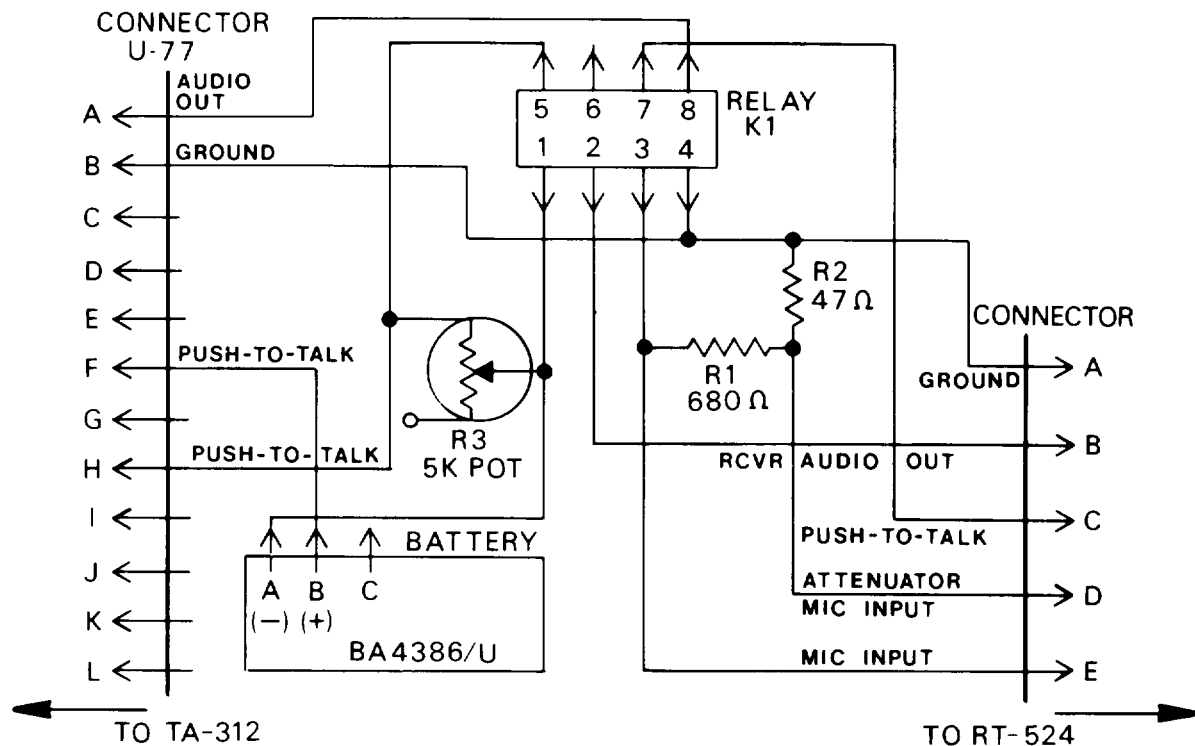 CONNECTOR
U-77
AUDIO
OUT
A
GROUND
B
C
D
E
PUSH-TO-TALK
F
G
PUSH-TO-TALK
H
I
J
K
L
TO TA-312
5 6 7 8
1 2 3 4
RELAY
K1
R3
5K POT
BATTERY
A B C
(−) (+)
BA4386/U
R2
47Ω
R1
680Ω
CONNECTOR
GROUND
A
RCVR AUDIO OUT
B
PUSH-TO-TALK
C
ATTENUATOR
MIC INPUT
D
MIC INPUT
E
TO RT-524